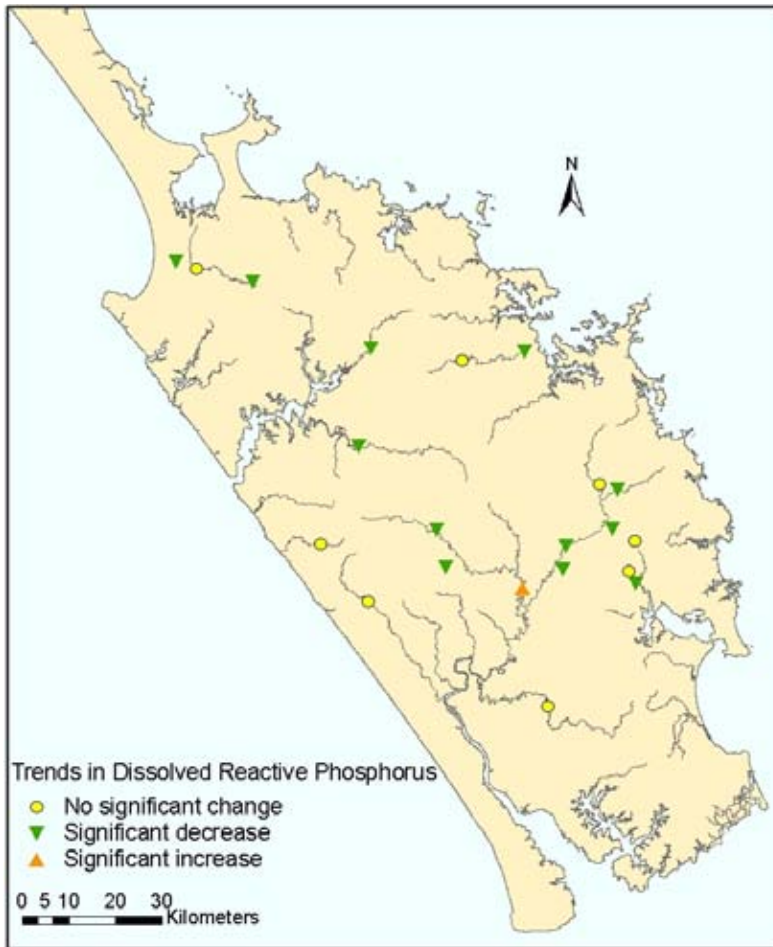 N
Trends in Dissolved Reactive Phosphorus
No significant change
Significant decrease
Significant increase
0 5 10 20 30
Kilometers